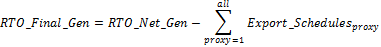 RTO_Final_Gen = RTO_Net_Gen − ∑_{proxy=1}^{all} Export_Schedules_{proxy}